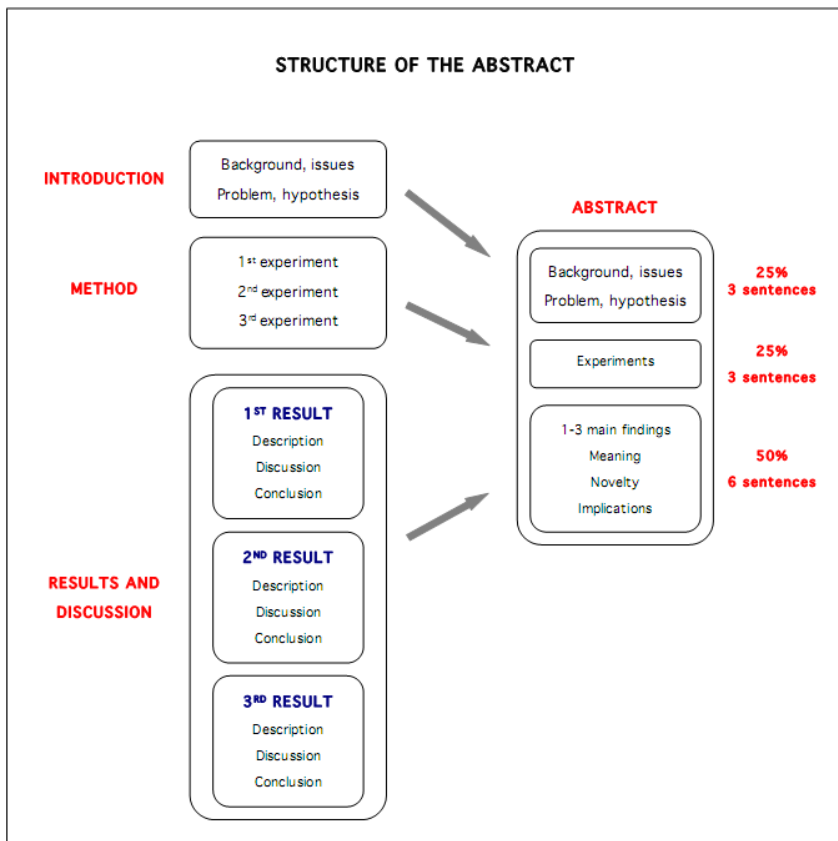 STRUCTURE OF THE ABSTRACT
INTRODUCTION
Background, issues
Problem, hypothesis
METHOD
1st experiment
2nd experiment
3rd experiment
RESULTS AND
DISCUSSION
1ST RESULT
Description
Discussion
Conclusion
2ND RESULT
Description
Discussion
Conclusion
3RD RESULT
Description
Discussion
Conclusion
ABSTRACT
Background, issues
Problem, hypothesis
25%
3 sentences
Experiments
25%
3 sentences
1-3 main findings
Meaning
Novelty
Implications
50%
6 sentences